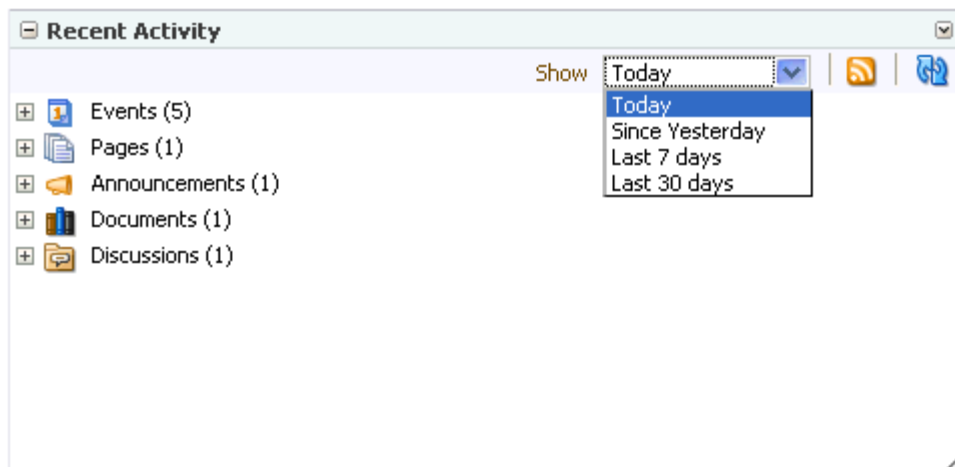 Recent Activity
Show Today
Today
Since Yesterday
Last 7 days
Last 30 days
Events (5)
Pages (1)
Announcements (1)
Documents (1)
Discussions (1)